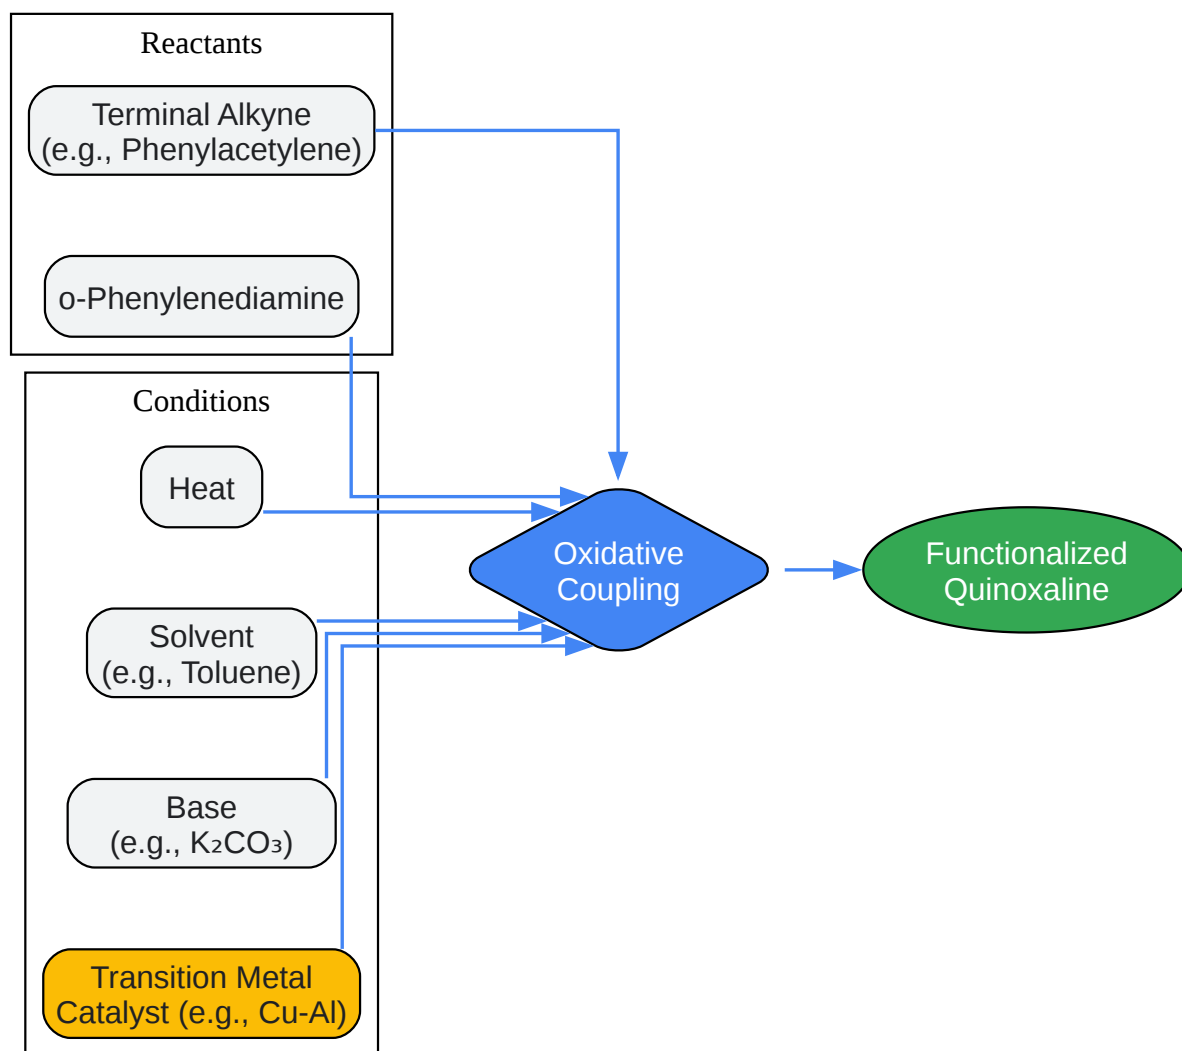 Reactants
Terminal Alkyne
(e.g., Phenylacetylene)
o-Phenylenediamine
Conditions
Heat
Solvent
(e.g., Toluene)
Base
(e.g., K₂CO₃)
Transition Metal
Catalyst (e.g., Cu-Al)
Oxidative
Coupling
Functionalized
Quinoxaline